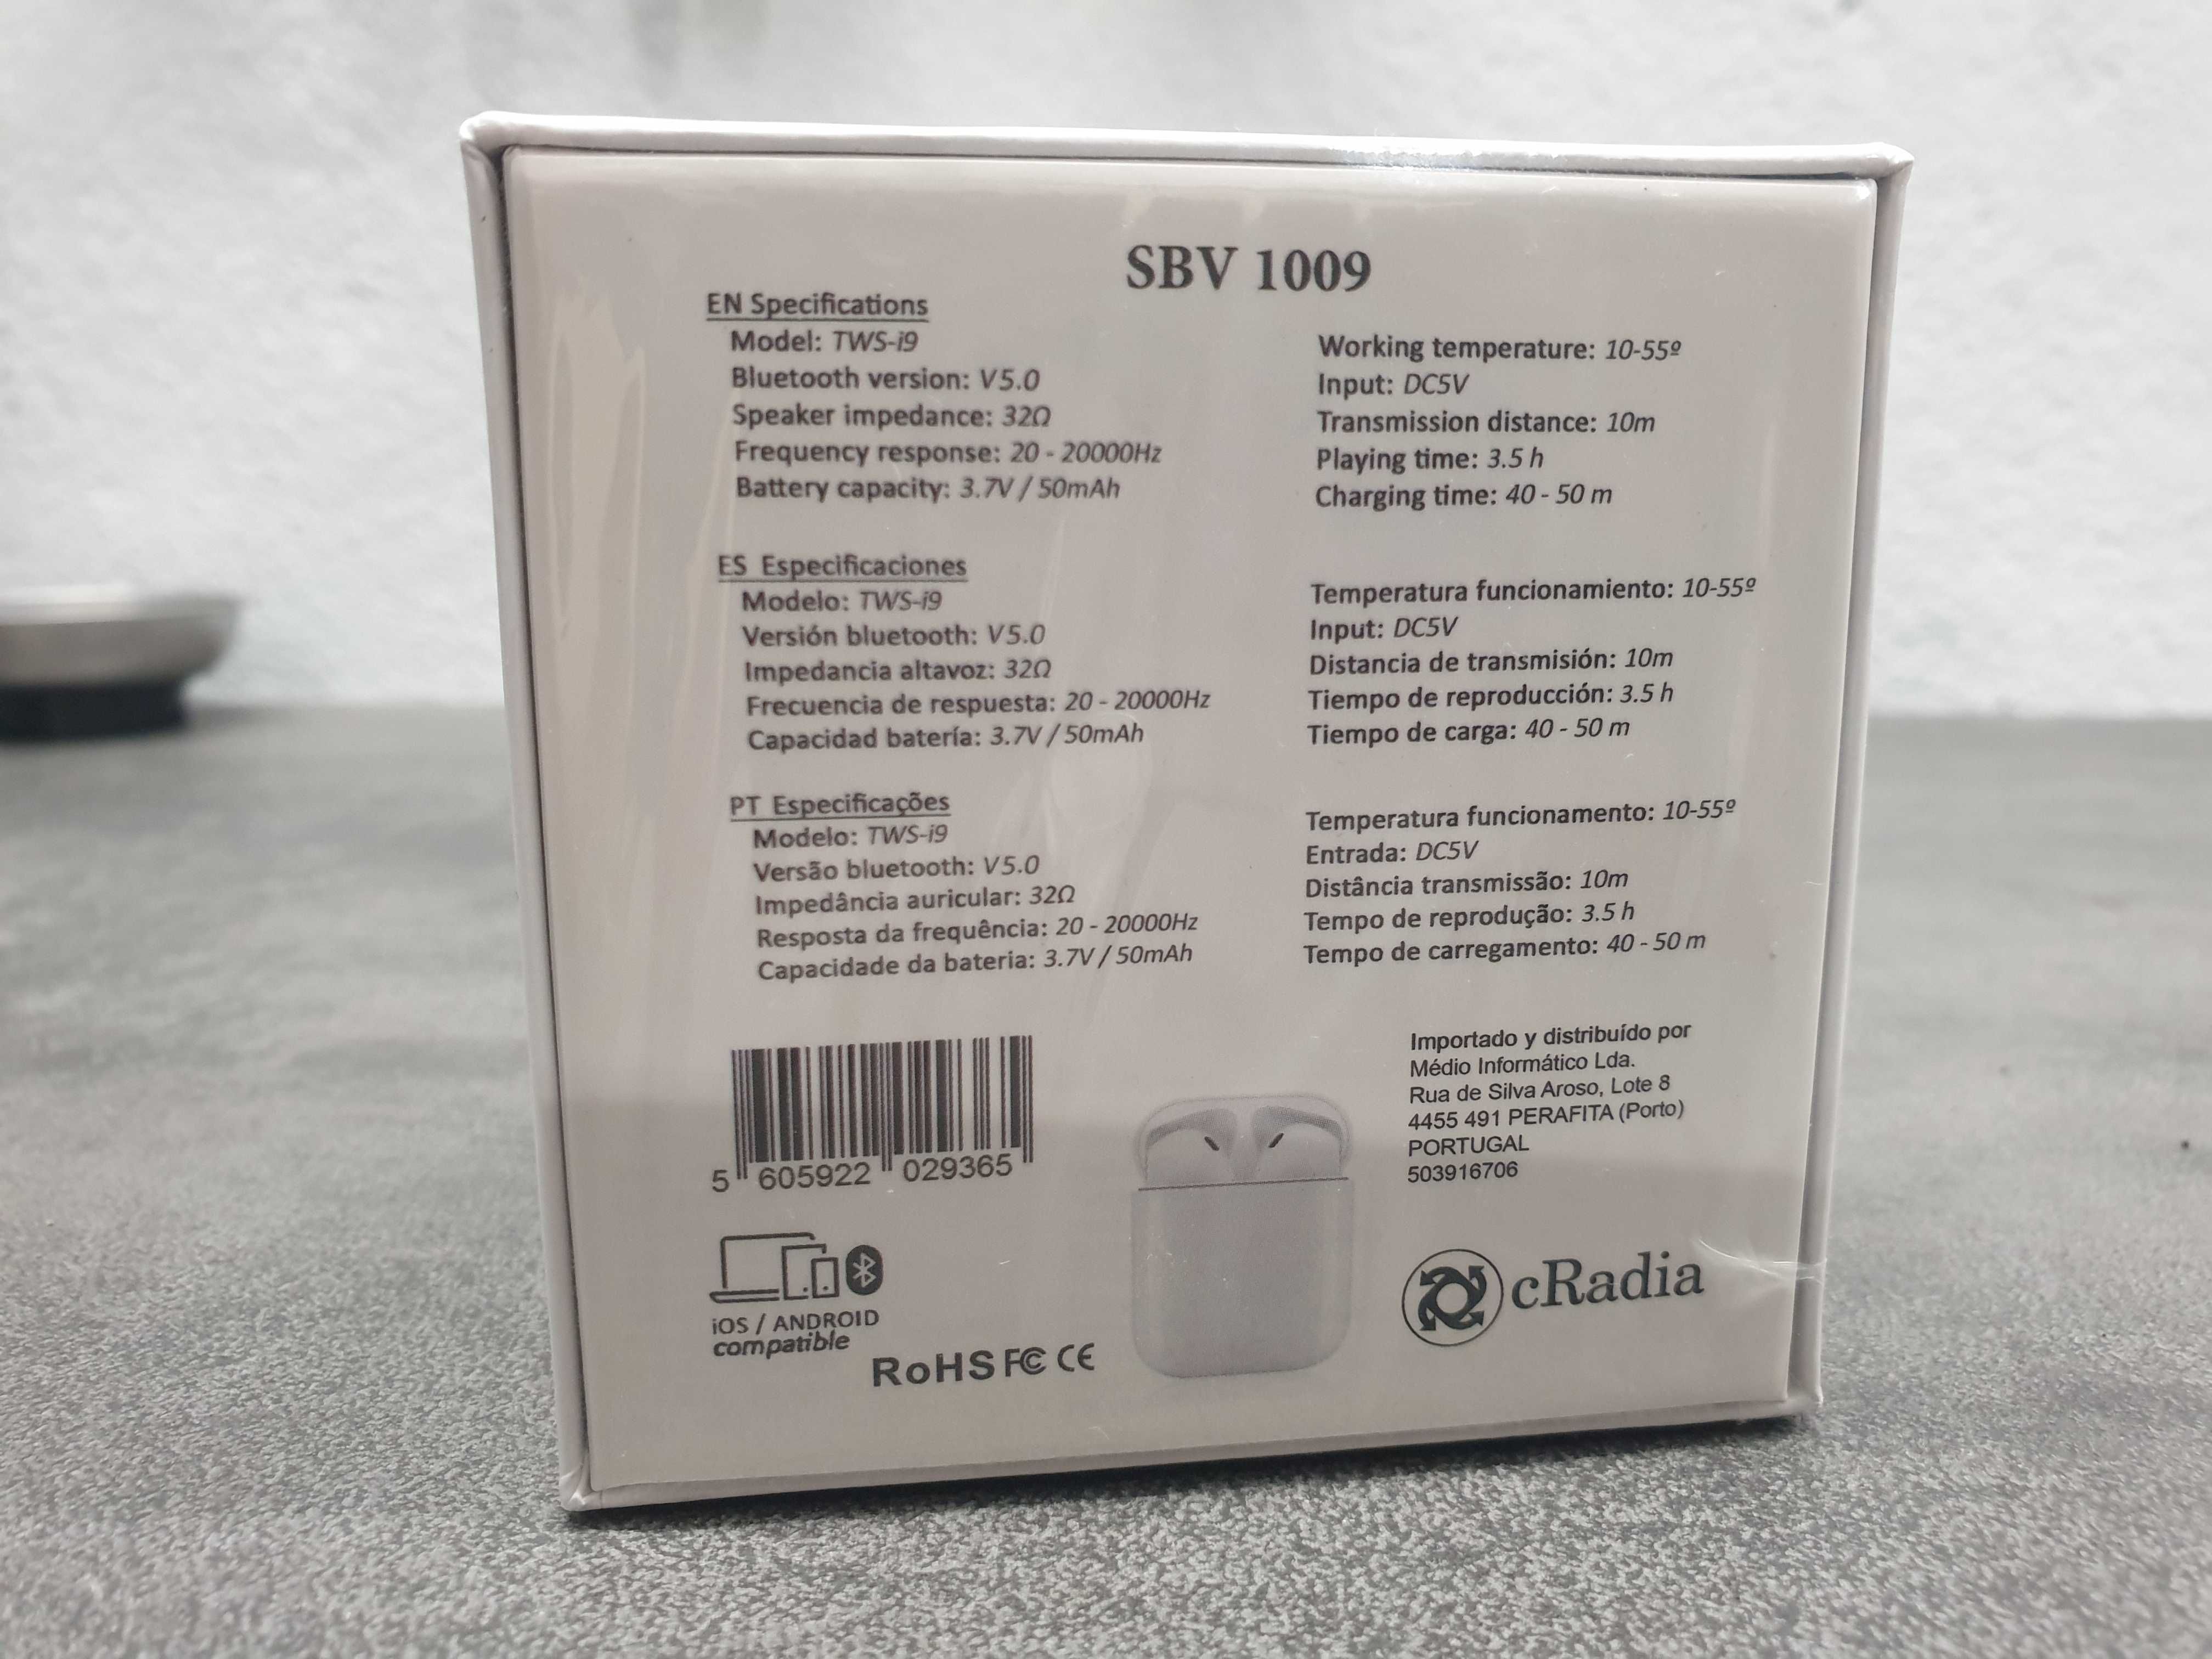 SBV 1009
EN Specifications
Model: TWS-i9
Bluetooth version: V5.0
Speaker impedance: 32Ω
Frequency response: 20 - 20000Hz
Battery capacity: 3.7V / 50mAh
Working temperature: 10-55º
Input: DC5V
Transmission distance: 10m
Playing time: 3.5 h
Charging time: 40 - 50 m
ES Especificaciones
Modelo: TWS-i9
Versión bluetooth: V5.0
Impedancia altavoz: 32Ω
Frecuencia de respuesta: 20 - 20000Hz
Capacidad batería: 3.7V / 50mAh
Temperatura funcionamiento: 10-55º
Input: DC5V
Distancia de transmisión: 10m
Tiempo de reproducción: 3.5 h
Tiempo de carga: 40 - 50 m
PT Especificações
Modelo: TWS-i9
Versão bluetooth: V5.0
Impedância auricular: 32Ω
Resposta da frequência: 20 - 20000Hz
Capacidade da bateria: 3.7V / 50mAh
Temperatura funcionamento: 10-55º
Entrada: DC5V
Distância transmissão: 10m
Tempo de reprodução: 3.5 h
Tempo de carregamento: 40 - 50 m
5 605922 029365
iOS / ANDROID
compatible
RoHS FC CE
Importado y distribuído por
Médio Informático Lda.
Rua de Silva Aroso, Lote 8
4455 491 PERAFITA (Porto)
PORTUGAL
503916706
cRadia